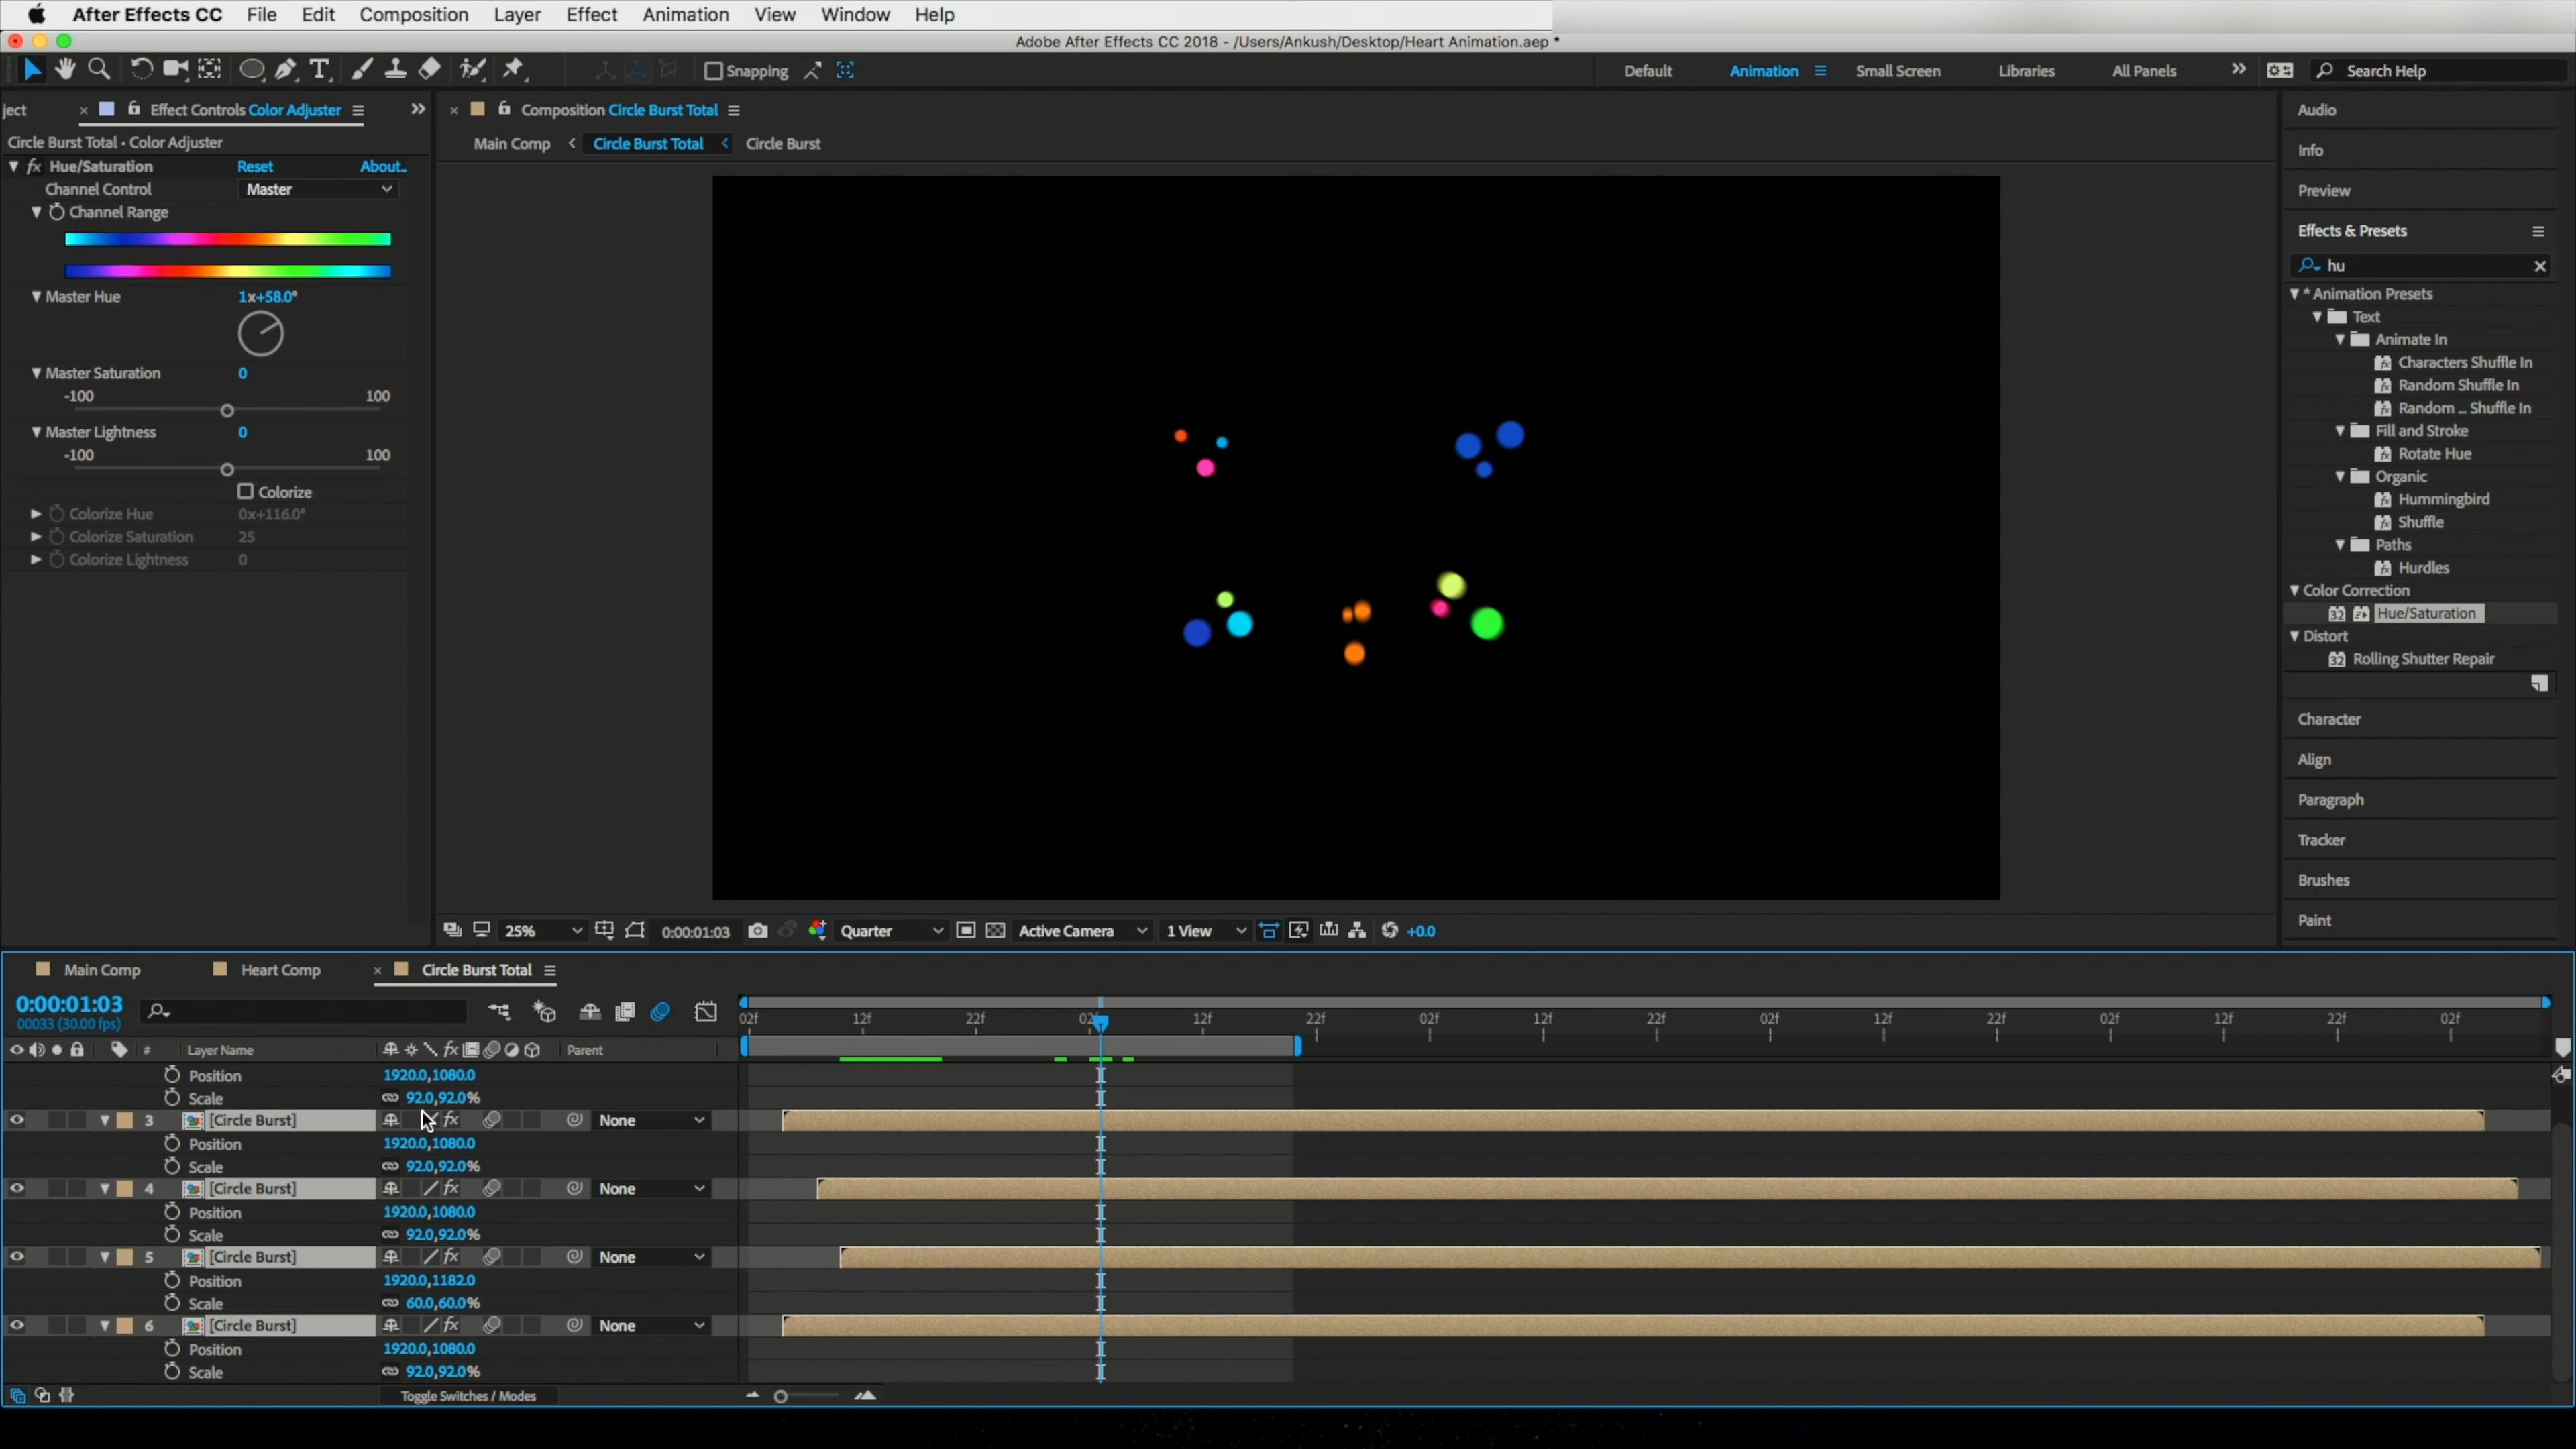 After Effects CC File Edit Composition Layer Effect Animation View Window Help
Adobe After Effects CC 2018 - /Users/Ankush/Desktop/Heart Animation.aep *
Snapping Default Animation Small Screen Libraries All Panels Search Help
ject Effect Controls Color Adjuster
Circle Burst Total • Color Adjuster
fx Hue/Saturation Reset About..
Channel Control Master
Channel Range
Master Hue 1x+58.0°
Master Saturation 0
-100 100
Master Lightness 0
-100 100
Colorize
Colorize Hue 0x+116.0°
Colorize Saturation 25
Colorize Lightness 0
Composition Circle Burst Total
Main Comp Circle Burst Total Circle Burst
25% 0:00:01:03 Quarter Active Camera 1 View +0.0
Audio
Info
Preview
Effects & Presets
hu
* Animation Presets
Text
Animate In
Characters Shuffle In
Random Shuffle In
Random ... Shuffle In
Fill and Stroke
Rotate Hue
Organic
Hummingbird
Shuffle
Paths
Hurdles
Color Correction
32 Hue/Saturation
Distort
32 Rolling Shutter Repair
Character
Align
Paragraph
Tracker
Brushes
Paint
Main Comp Heart Comp Circle Burst Total
0:00:01:03
00033 (30.00 fps)
02f 12f 22f 02f 12f 22f 02f 12f 22f 02f 12f 22f 02f 12f 22f 02f
# Layer Name fx Parent
Position 1920.0,1080.0
Scale 92.0,92.0%
3 [Circle Burst] fx None
Position 1920.0,1080.0
Scale 92.0,92.0%
4 [Circle Burst] fx None
Position 1920.0,1080.0
Scale 92.0,92.0%
5 [Circle Burst] fx None
Position 1920.0,1182.0
Scale 60.0,60.0%
6 [Circle Burst] fx None
Position 1920.0,1080.0
Scale 92.0,92.0%
Toggle Switches / Modes